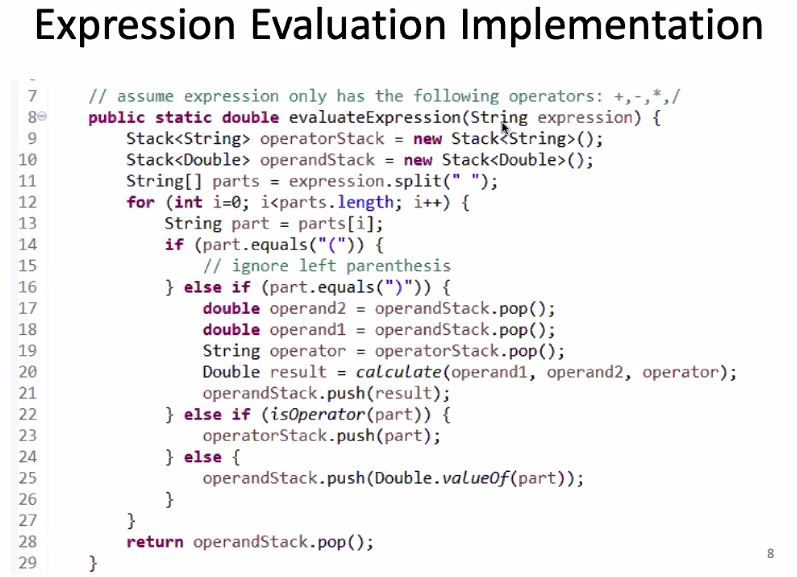 Expression Evaluation Implementation
7 // assume expression only has the following operators: +,-,*,/
8 public static double evaluateExpression(String expression) {
9 Stack<String> operatorStack = new Stack<String>();
10 Stack<Double> operandStack = new Stack<Double>();
11 String[] parts = expression.split(" ");
12 for (int i=0; i<parts.length; i++) {
13 String part = parts[i];
14 if (part.equals("(")) {
15 // ignore left parenthesis
16 } else if (part.equals(")")) {
17 double operand2 = operandStack.pop();
18 double operand1 = operandStack.pop();
19 String operator = operatorStack.pop();
20 Double result = calculate(operand1, operand2, operator);
21 operandStack.push(result);
22 } else if (isOperator(part)) {
23 operatorStack.push(part);
24 } else {
25 operandStack.push(Double.valueOf(part));
26 }
27 }
28 return operandStack.pop();
29 }
8